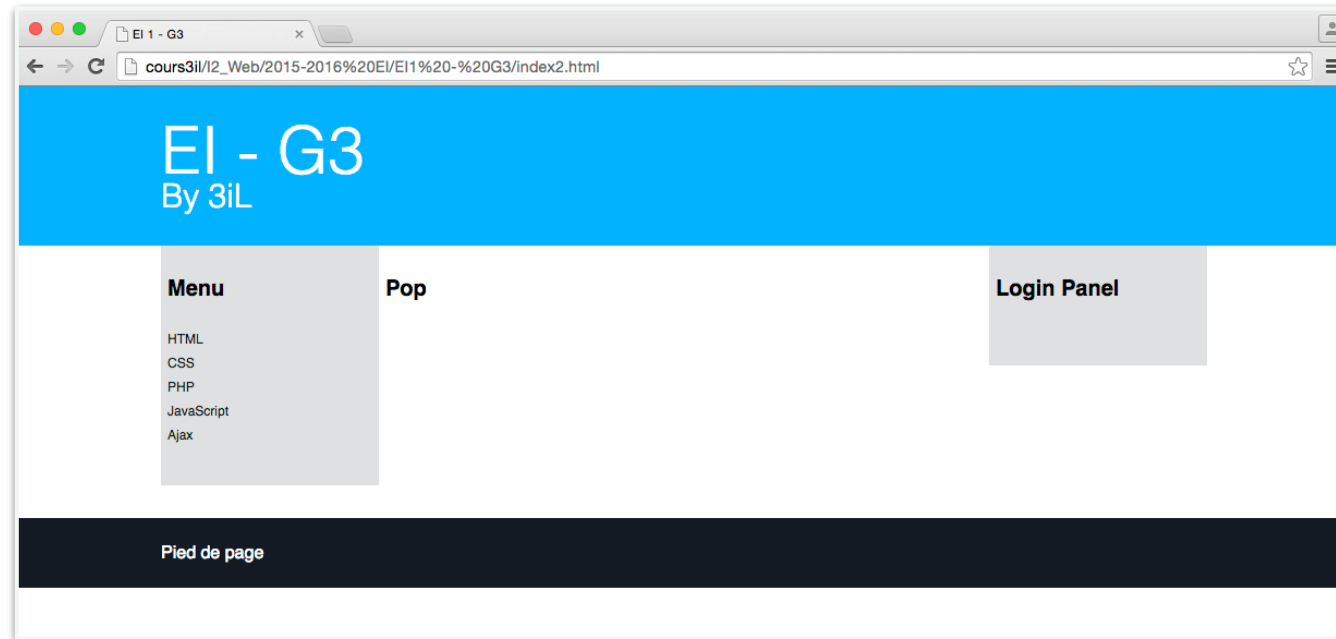 EI 1 - G3
cours3il/I2_Web/2015-2016%20EI/EI1%20-%20G3/index2.html
EI - G3
By 3iL
Menu
HTML
CSS
PHP
JavaScript
Ajax
Pop
Login Panel
Pied de page